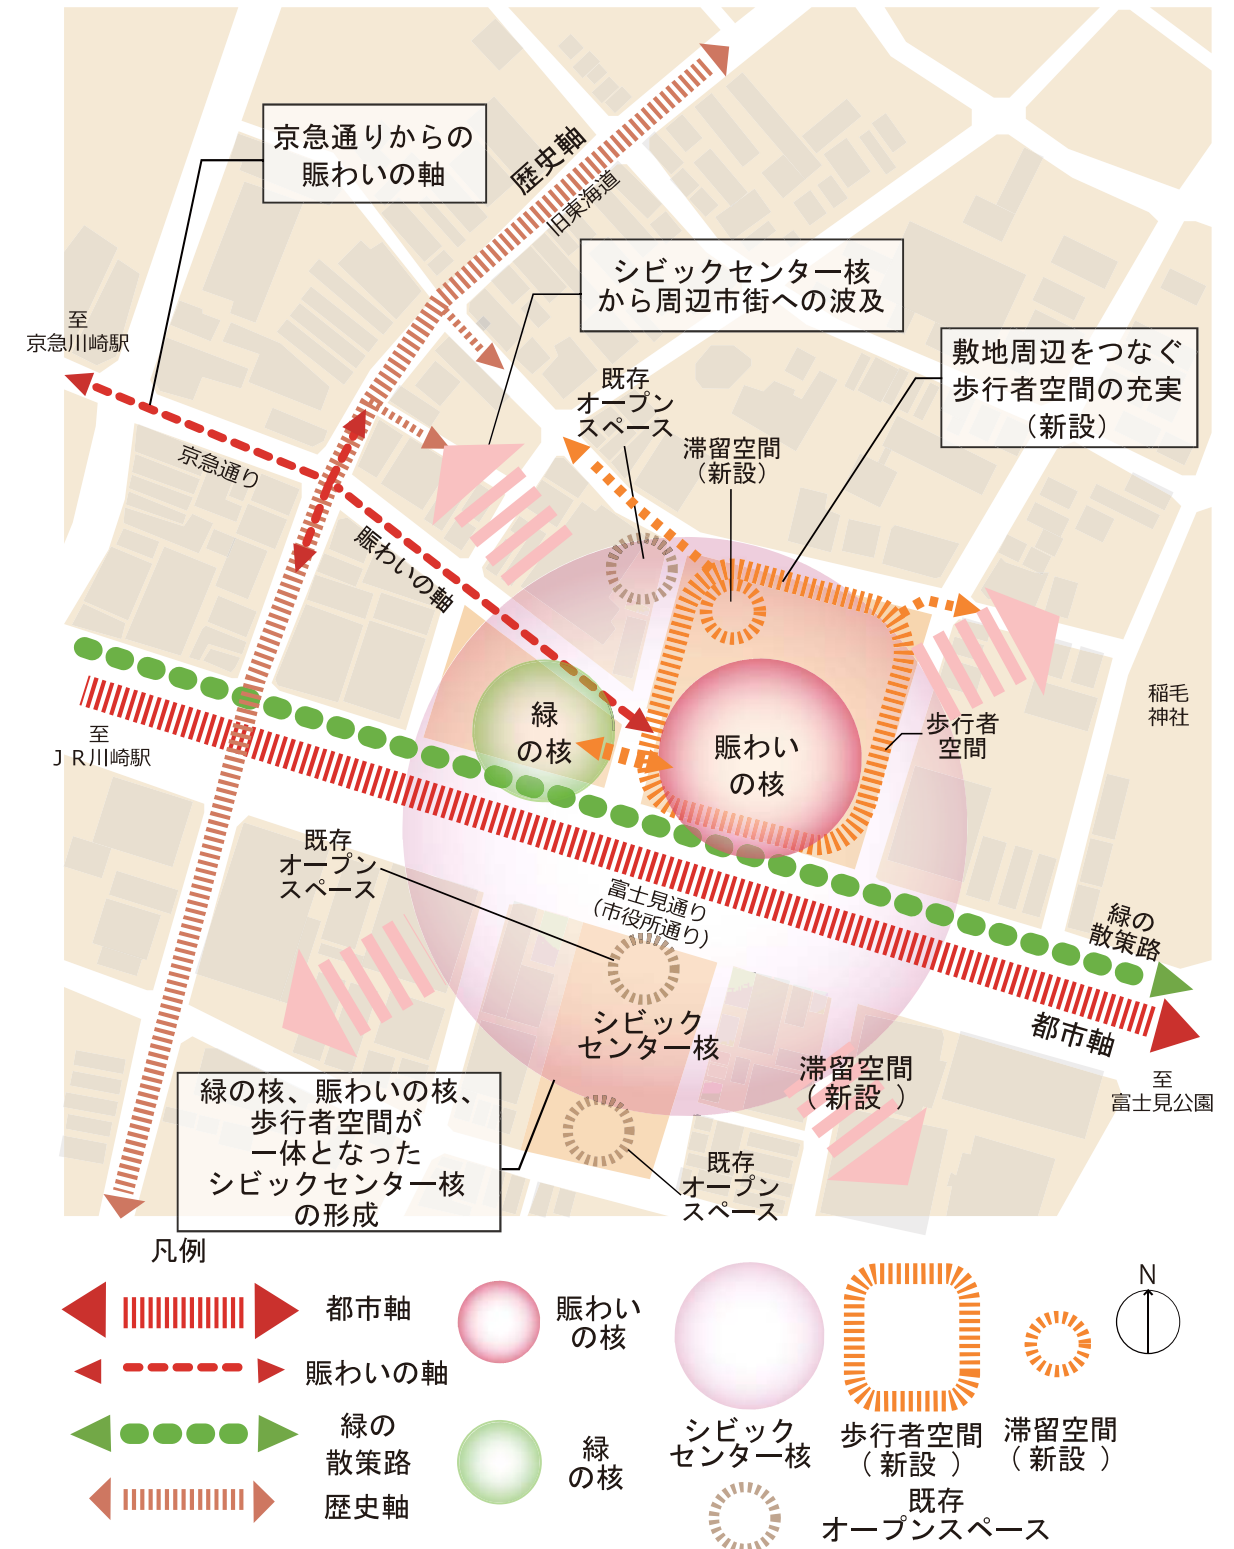 京急通りからの
賑わいの軸
歴史軸
旧東海道
シビックセンター核
から周辺市街への波及
至
京急川崎駅
敷地周辺をつなぐ
歩行者空間の充実
（新設）
既存
オープン
スペース
滞留空間
（新設）
京急通り
賑わいの軸
稲毛
神社
緑
の核
賑わい
の核
歩行者
空間
至
ＪＲ川崎駅
既存
オープン
スペース
富士見通り
（市役所通り）
緑の
散策路
シビック
センター核
都市軸
滞留空間
（ 新設 ）
至
富士見公園
緑の核、賑わいの核、
歩行者空間が
一体となった
シビックセンター核
の形成
既存
オープン
スペース
凡例
都市軸
賑わいの軸
緑の
散策路
歴史軸
賑わい
の核
緑
の核
シビック
センター核
歩行者空間
（ 新設 ）
滞留空間
（ 新設 ）
既存
オープンスペース
N